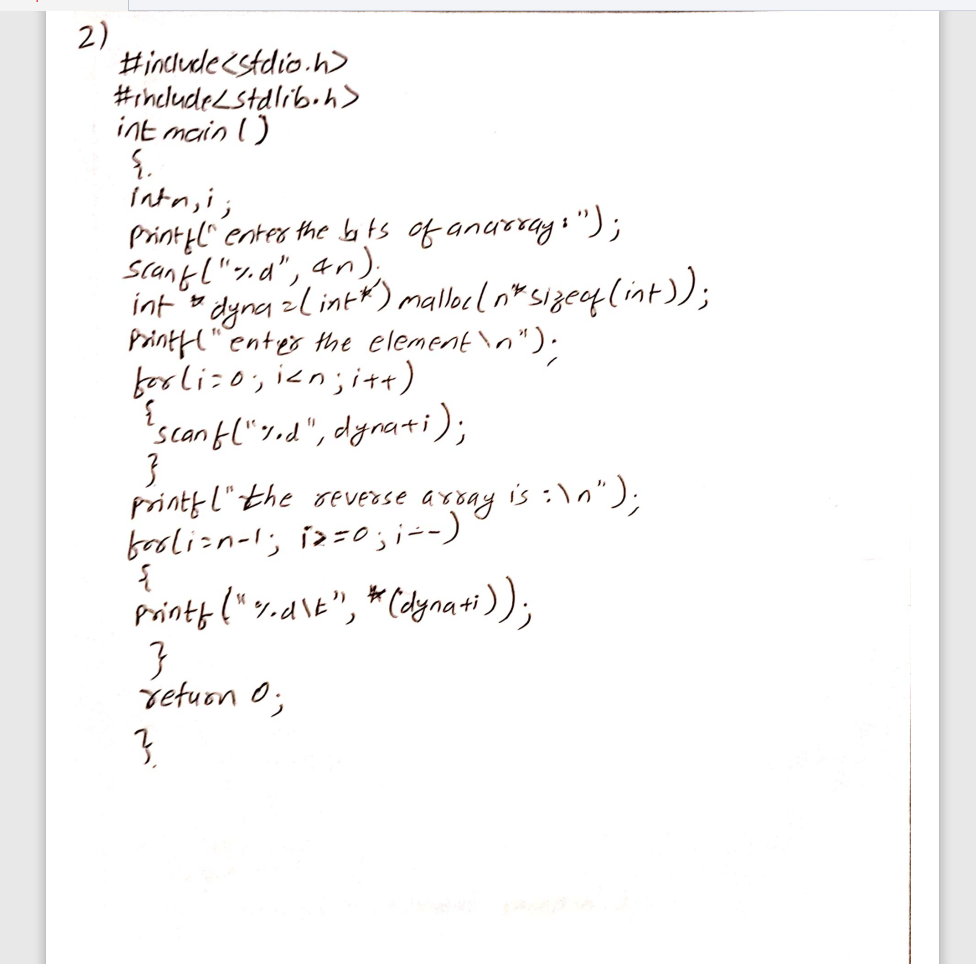 2)
#include<stdio.h>
#include<stdlib.h>
int main()
{
int n,i;
printf("enter the bits of an array:");
scanf("%d", &n);
int *dyna=(int*)malloc(n*sizeof(int));
printf("enter the element\n");
for(i=0; i<n; i++)
{
scanf("%d", dyna+i);
}
printf("the reverse array is :\n");
for(i=n-1; i>=0; i--)
{
printf("%d\t", *(dyna+i));
}
return 0;
}